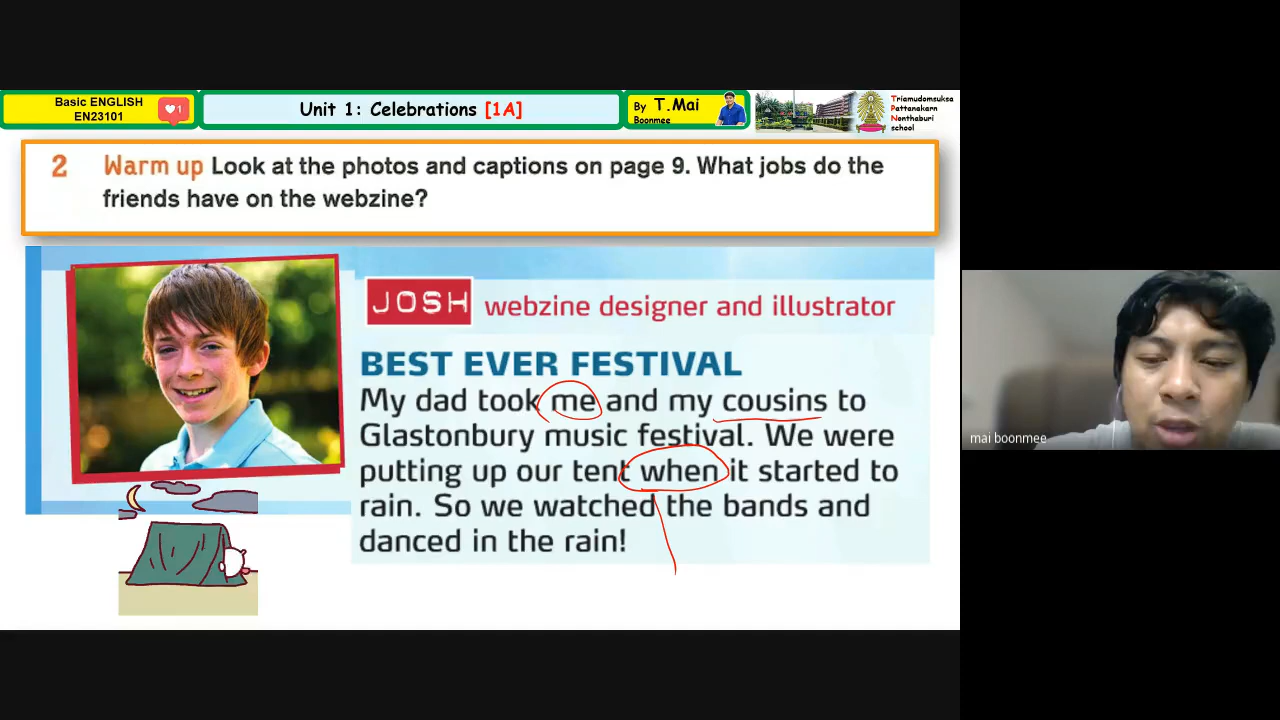 Basic ENGLISH
EN23101
1
Unit 1: Celebrations [1A]
By T.Mai
Boonmee
Triamudomsuksa
Pattanakarn
Nonthaburi
school
2 Warm up Look at the photos and captions on page 9. What jobs do the
friends have on the webzine?
JOSH webzine designer and illustrator
BEST EVER FESTIVAL
My dad took me and my cousins to
Glastonbury music festival. We were
putting up our tent when it started to
rain. So we watched the bands and
danced in the rain!
mai boonmee